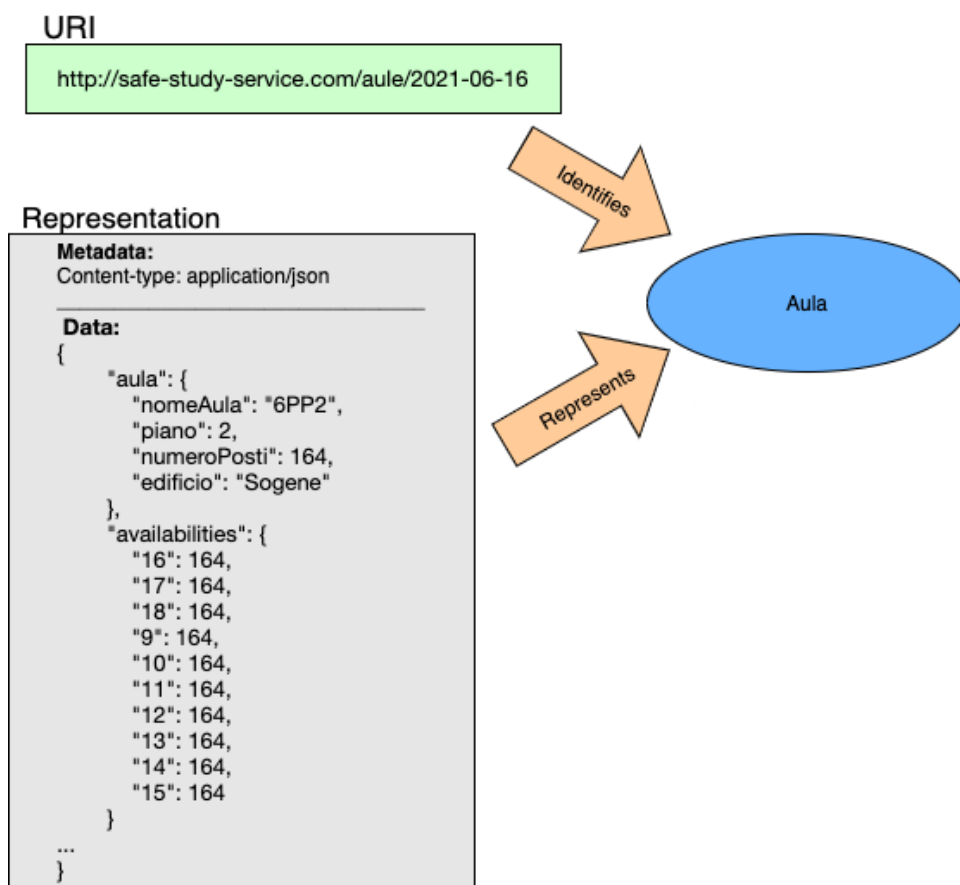 URI
http://safe-study-service.com/aule/2021-06-16
Identifies
Representation
Metadata:
Content-type: application/json
Data:
{
"aula": {
"nomeAula": "6PP2",
"piano": 2,
"numeroPosti": 164,
"edificio": "Sogene"
},
"availabilities": {
"16": 164,
"17": 164,
"18": 164,
"9": 164,
"10": 164,
"11": 164,
"12": 164,
"13": 164,
"14": 164,
"15": 164
}
...
}
Represents
Aula